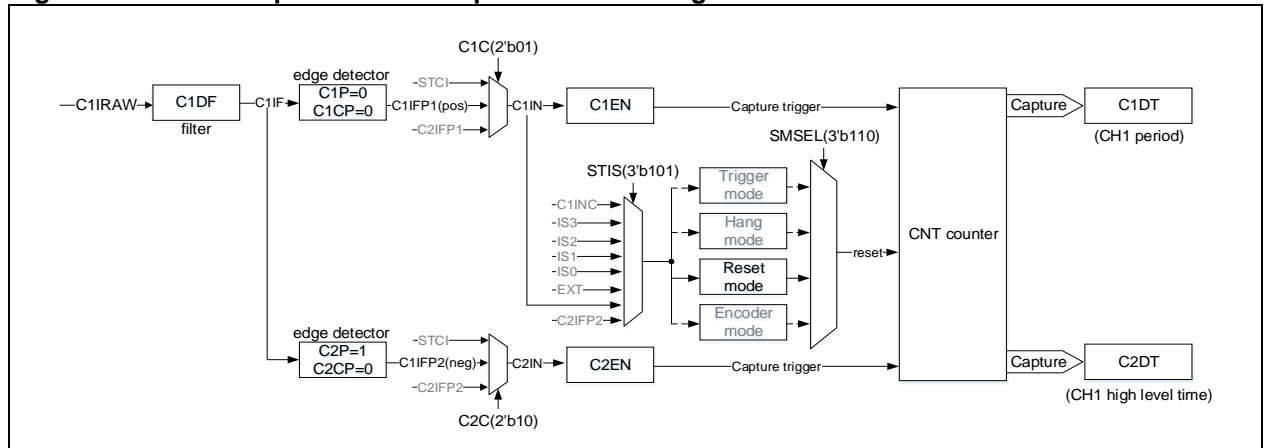 C1C(2'b01)
edge detector
-STCI
C1IRAW
C1DF
C1IF
C1P=0
C1CP=0
C1IFP1(pos)
C1IN
C1EN
Capture trigger
Capture
C1DT
filter
C2IFP1
(CH1 period)
SMSEL(3'b110)
STIS(3'b101)
Trigger
mode
C1INC
IS3
Hang
mode
IS2
IS1
IS0
CNT counter
reset
Reset
mode
EXT
C2IFP2
Encoder
mode
edge detector
-STCI
C2P=1
C2CP=0
C1IFP2(neg)
C2IN
C2EN
Capture trigger
Capture
C2DT
C2IFP2
(CH1 high level time)
C2C(2'b10)